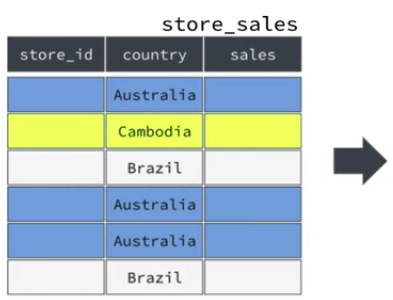 store_sales
store_id country sales
Australia
Cambodia
Brazil
Australia
Australia
Brazil